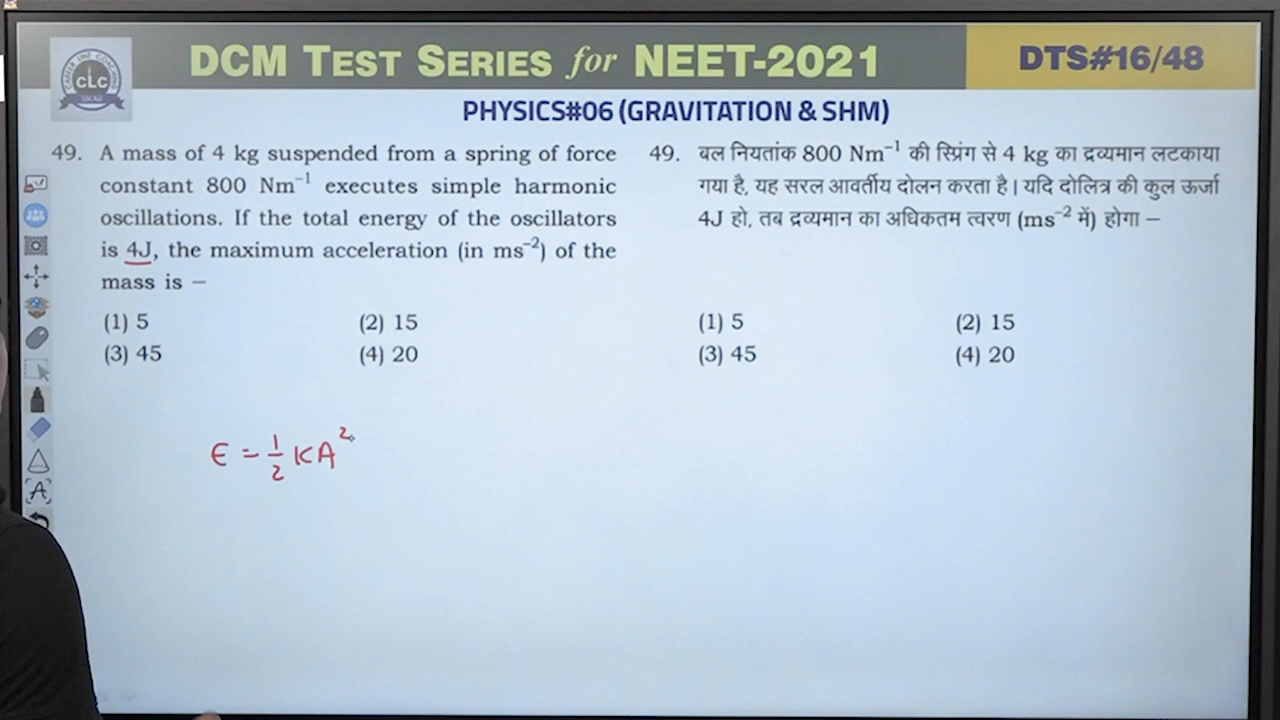 DCM TEST SERIES for NEET-2021
DTS#16/48
CLC
SIKAR
PHYSICS#06 (GRAVITATION & SHM)
49. A mass of 4 kg suspended from a spring of force
constant 800 Nm⁻¹ executes simple harmonic
oscillations. If the total energy of the oscillators
is 4J, the maximum acceleration (in ms⁻²) of the
mass is –
(1) 5 (2) 15
(3) 45 (4) 20
49. बल नियतांक 800 Nm⁻¹ की स्प्रिंग से 4 kg का द्रव्यमान लटकाया
गया है, यह सरल आवर्तीय दोलन करता है। यदि दोलित्र की कुल ऊर्जा
4J हो, तब द्रव्यमान का अधिकतम त्वरण (ms⁻² में) होगा –
(1) 5 (2) 15
(3) 45 (4) 20
E = 1/2 KA²